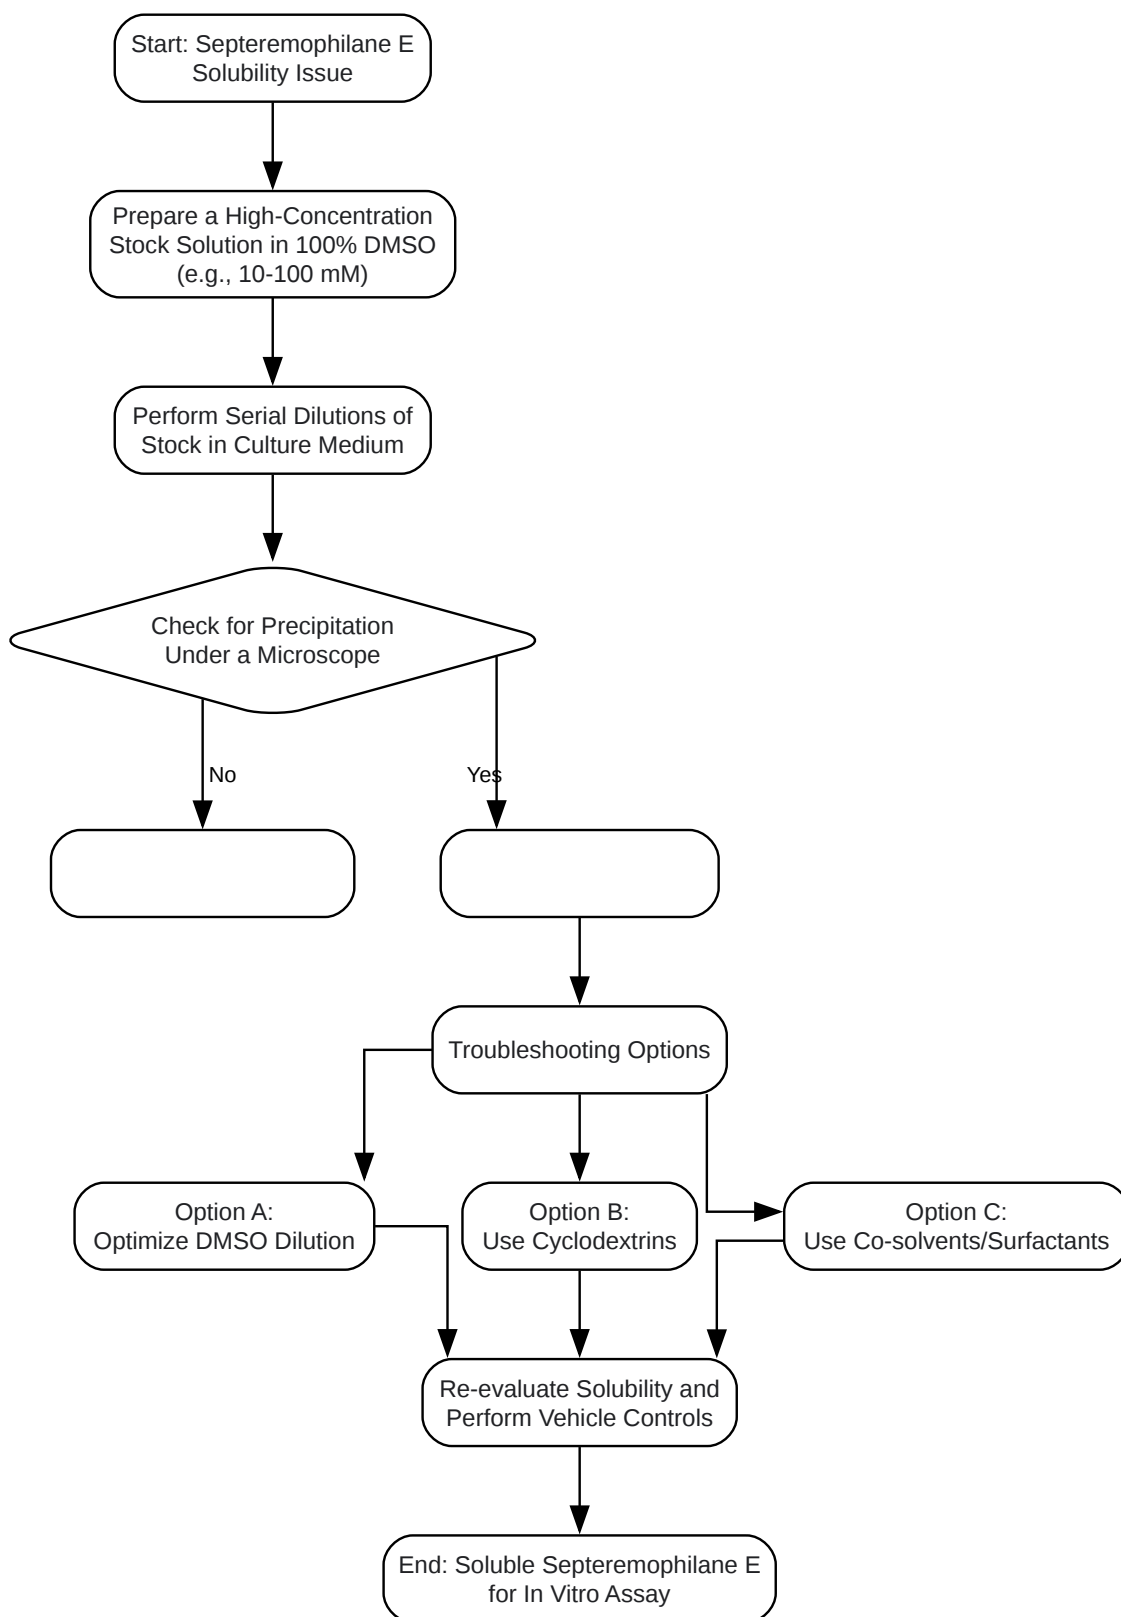 Start: Septeremophilane E
Solubility Issue
Prepare a High-Concentration
Stock Solution in 100% DMSO
(e.g., 10-100 mM)
Perform Serial Dilutions of
Stock in Culture Medium
Check for Precipitation
Under a Microscope
No
Yes
Troubleshooting Options
Option A:
Optimize DMSO Dilution
Option B:
Use Cyclodextrins
Option C:
Use Co-solvents/Surfactants
Re-evaluate Solubility and
Perform Vehicle Controls
End: Soluble Septeremophilane E
for In Vitro Assay